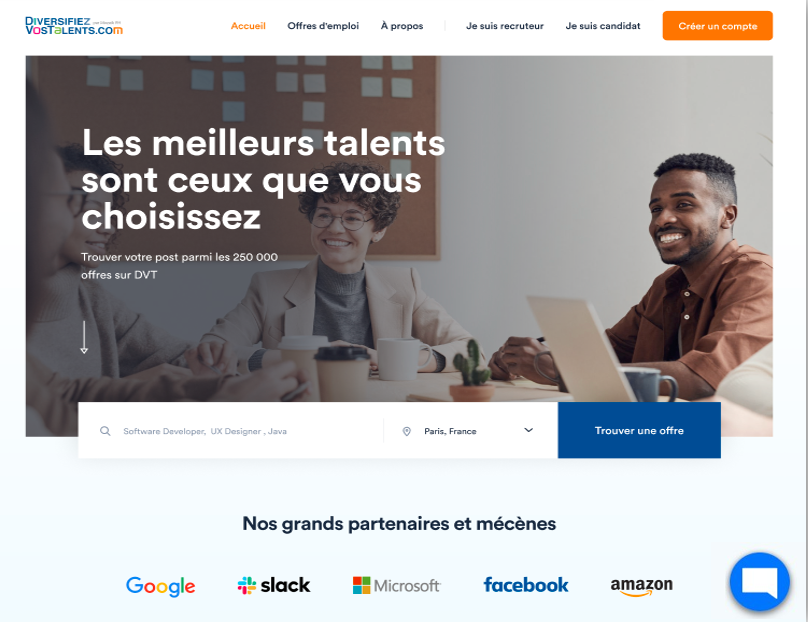 DIVERSIFIEZ
VOSTALENTS.COM
Accueil
Offres d'emploi
À propos
Je suis recruteur
Je suis candidat
Créer un compte
Les meilleurs talents
sont ceux que vous
choisissez
Trouver votre post parmi les 250 000
offres sur DVT
Software Developer, UX Designer , Java
Paris, France
Trouver une offre
Nos grands partenaires et mécènes
Google
slack
Microsoft
facebook
amazon